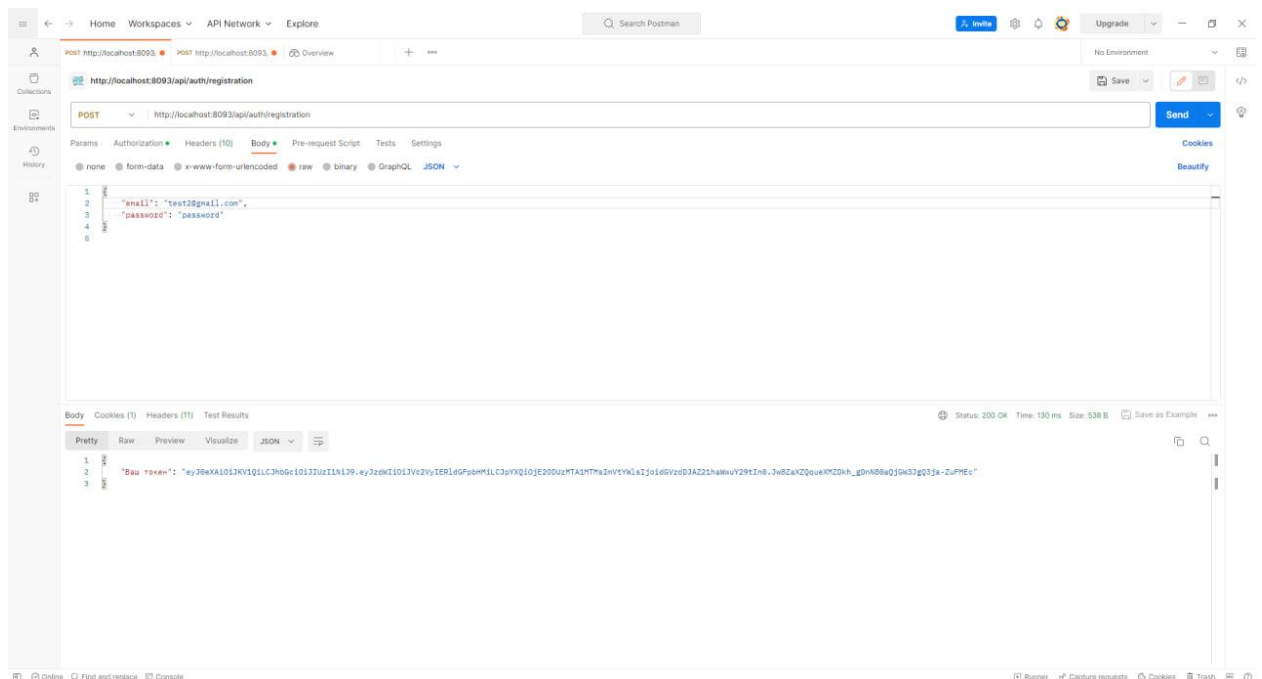 Home Workspaces API Network Explore Search Postman Invite Upgrade
POST http://localhost:8093. POST http://localhost:8093. Overview + No Environment
http://localhost:8093/api/auth/registration Save
Collections
POST http://localhost:8093/api/auth/registration Send
Environments
Params Authorization Headers (10) Body Pre-request Script Tests Settings Cookies
History
none form-data x-www-form-urlencoded raw binary GraphQL JSON Beautify
1 {
2 "email": "test2@gmail.com",
3 "password": "password"
4 }
5
Body Cookies (1) Headers (11) Test Results Status: 200 OK Time: 130 ms Size: 538 B Save as Example
Pretty Raw Preview Visualize JSON
1 {
2 "Ваш токен":
3 }
Online Find and replace Console Runner Capture requests Cookies Trash